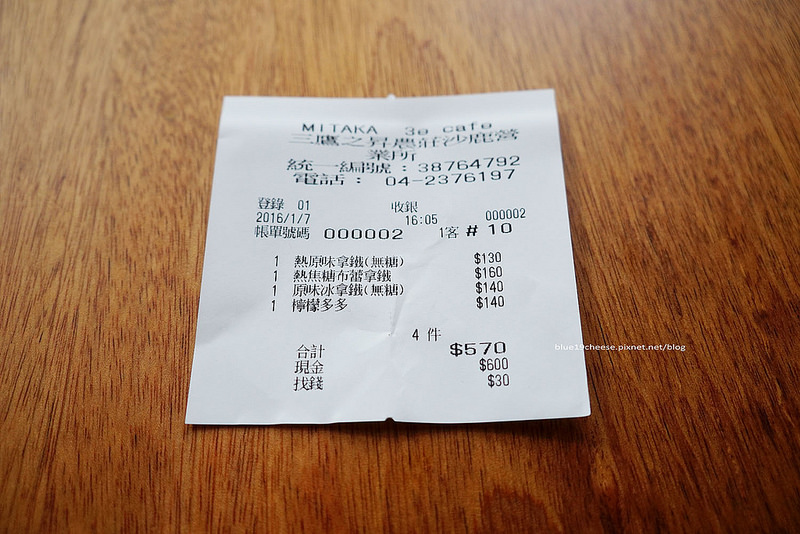 MITAKA 3e cafe
三鷹之昇農莊沙鹿營
業所
統一編號：38764792
電話： 04-2376197
登錄 01 收銀
2016/1/7 16:05 000002
帳單號碼 000002 1客 # 10
1 熱原味拿鐵(無糖) $130
1 熱焦糖布蕾拿鐵 $160
1 原味冰拿鐵(無糖) $140
1 檸檬多多 $140
4 件
合計 $570
現金 $600
找錢 $30
blue19cheese.pixnet.net/blog